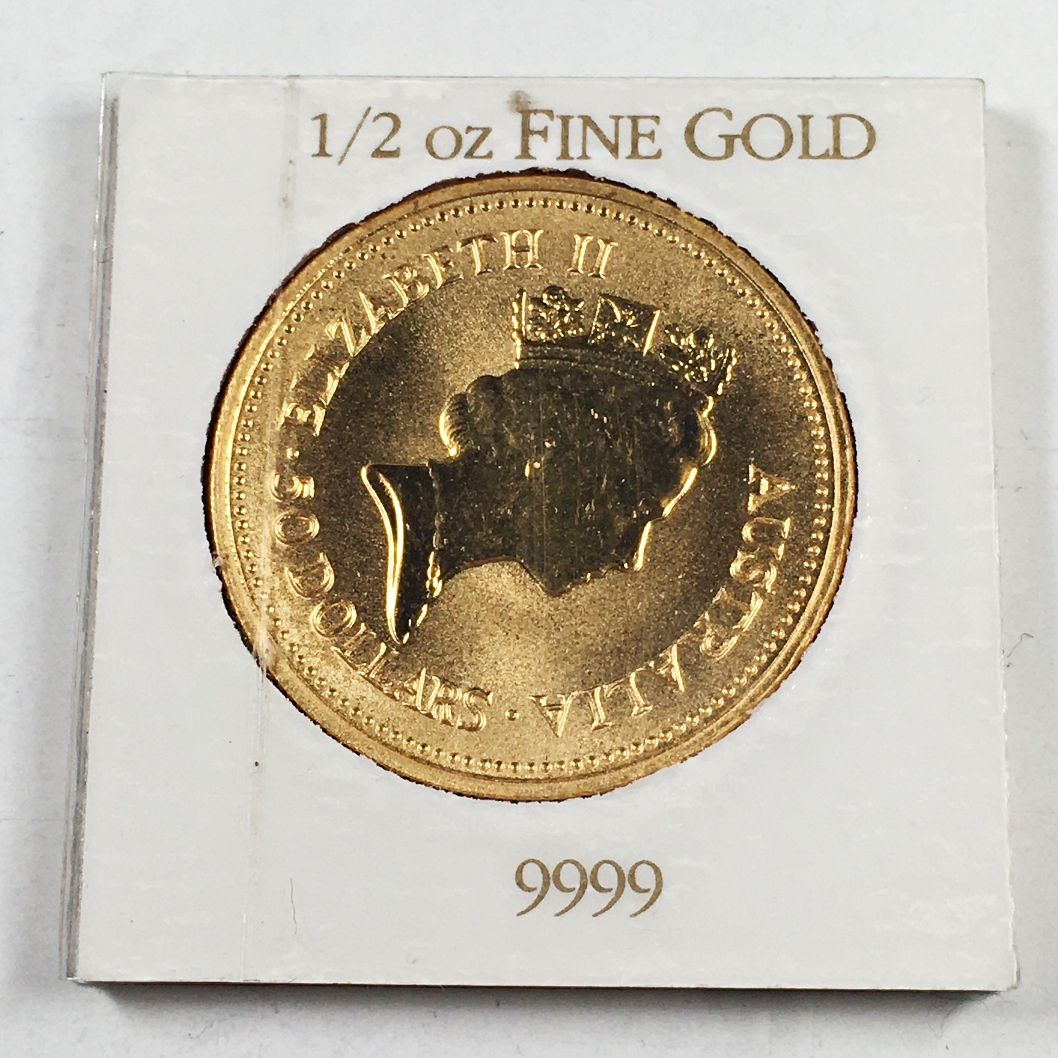 1/2 oz FINE GOLD
ELIZABETH II
AUSTRALIA
50 DOLLARS
9999